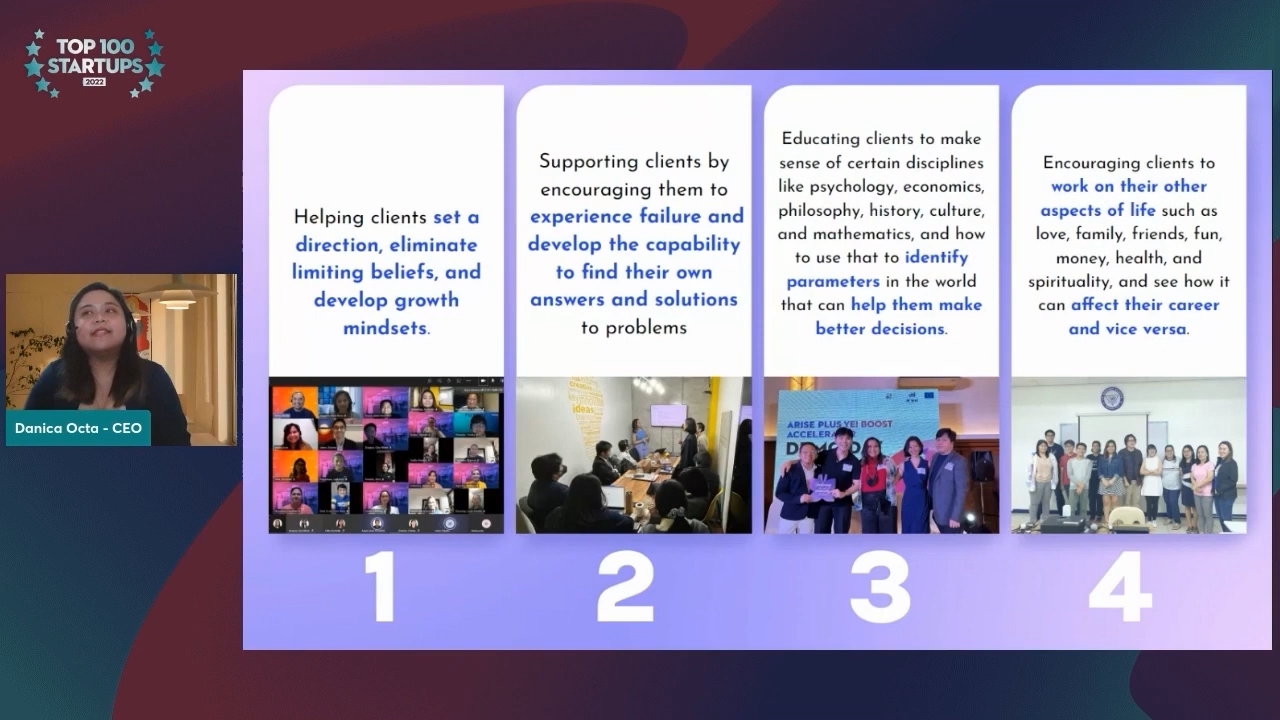 TOP 100
STARTUPS
2022
Danica Octa - CEO
Helping clients set a
direction, eliminate
limiting beliefs, and
develop growth
mindsets.
Supporting clients by
encouraging them to
experience failure and
develop the capability
to find their own
answers and solutions
to problems
Educating clients to make
sense of certain disciplines
like psychology, economics,
philosophy, history, culture,
and mathematics, and how
to use that to identify
parameters in the world
that can help them make
better decisions.
Encouraging clients to
work on their other
aspects of life such as
love, family, friends, fun,
money, health, and
spirituality, and see how it
can affect their career
and vice versa.
ideas
ARISE PLUS YE! BOOST
1
2
3
4